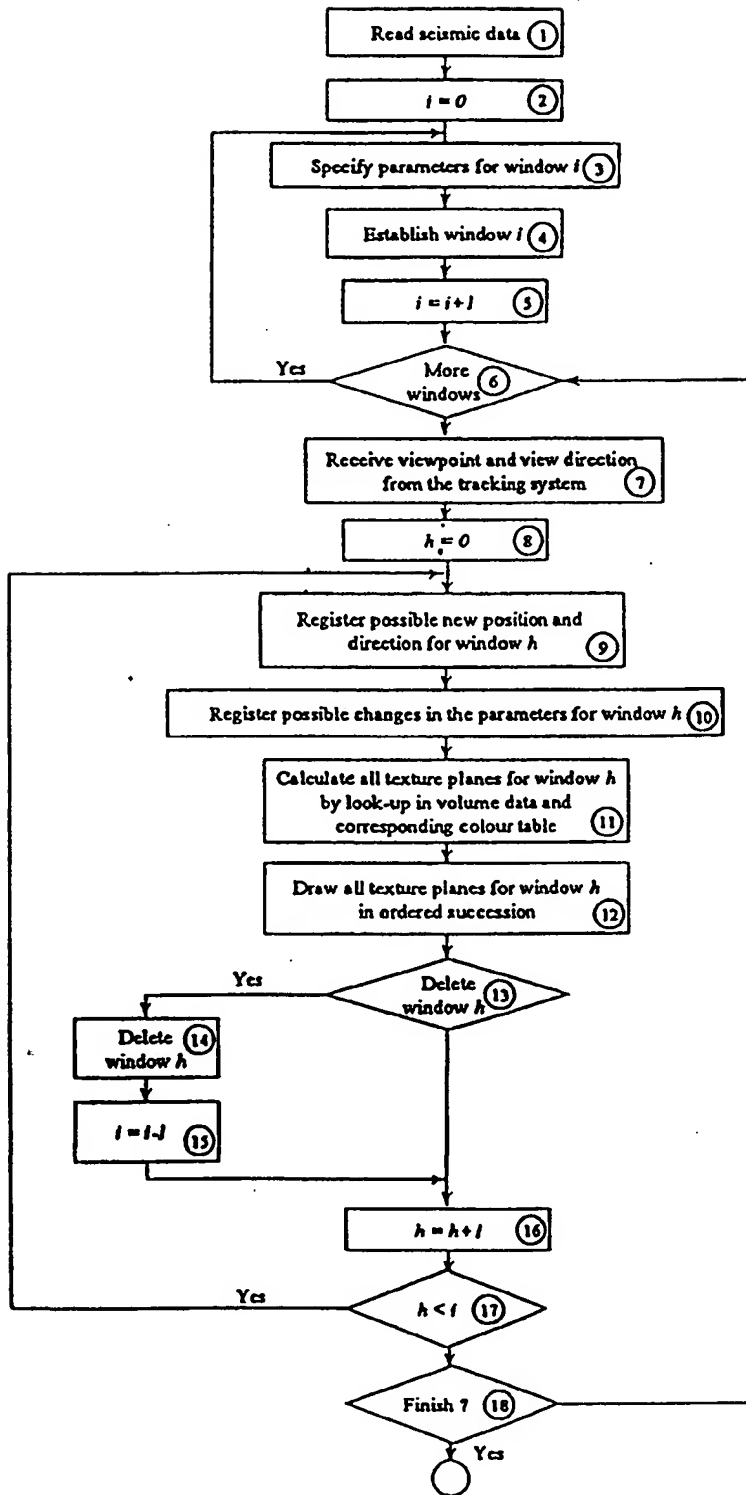 Read seismic data 1
i = 0 2
Specify parameters for window i 3
Establish window i 4
i = i+1 5
Yes
More
windows 6
Receive viewpoint and view direction
from the tracking system 7
h = 0 8
Register possible new position and
direction for window h 9
Register possible changes in the parameters for window h 10
Calculate all texture planes for window h
by look-up in volume data and
corresponding colour table 11
Draw all texture planes for window h
in ordered succession 12
Yes
Delete
window h 13
Delete
window h 14
i = i-1 15
h = h+1 16
Yes
h < i 17
Finish ? 18
Yes